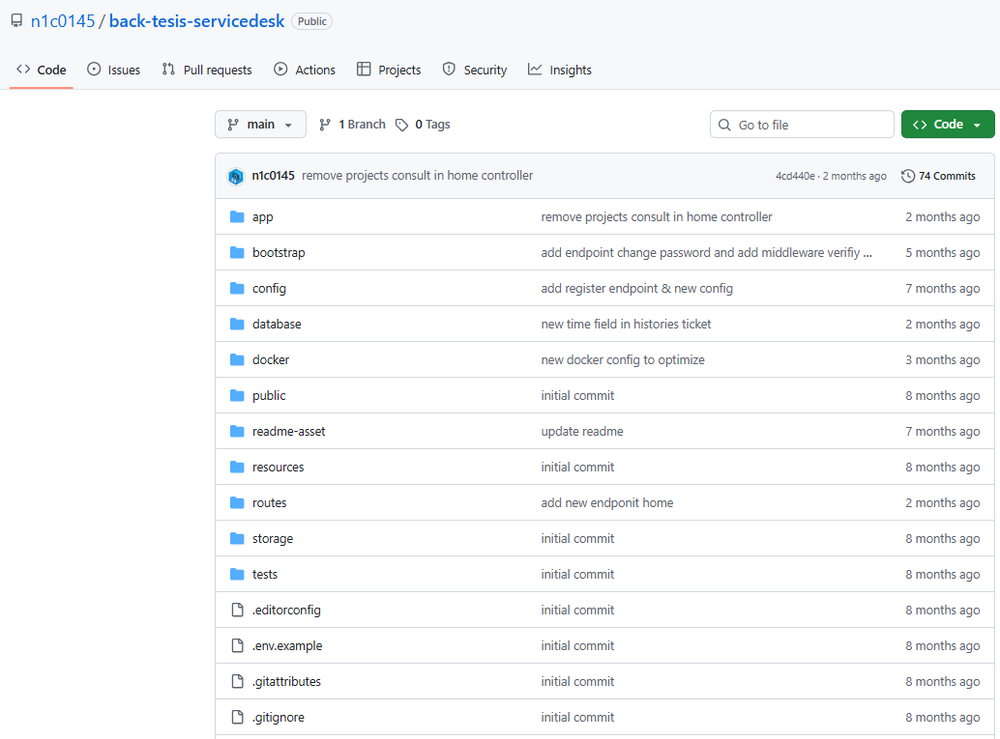 n1c0145 / back-tesis-servicedesk Public
Code Issues Pull requests Actions Projects Security Insights
main 1 Branch 0 Tags Go to file Code
n1c0145 remove projects consult in home controller 4cd440e · 2 months ago 74 Commits
app remove projects consult in home controller 2 months ago
bootstrap add endpoint change password and add middleware verifiy ... 5 months ago
config add register endpoint & new config 7 months ago
database new time field in histories ticket 2 months ago
docker new docker config to optimize 3 months ago
public initial commit 8 months ago
readme-asset update readme 7 months ago
resources initial commit 8 months ago
routes add new endponit home 2 months ago
storage initial commit 8 months ago
tests initial commit 8 months ago
.editorconfig initial commit 8 months ago
.env.example initial commit 8 months ago
.gitattributes initial commit 8 months ago
.gitignore initial commit 8 months ago